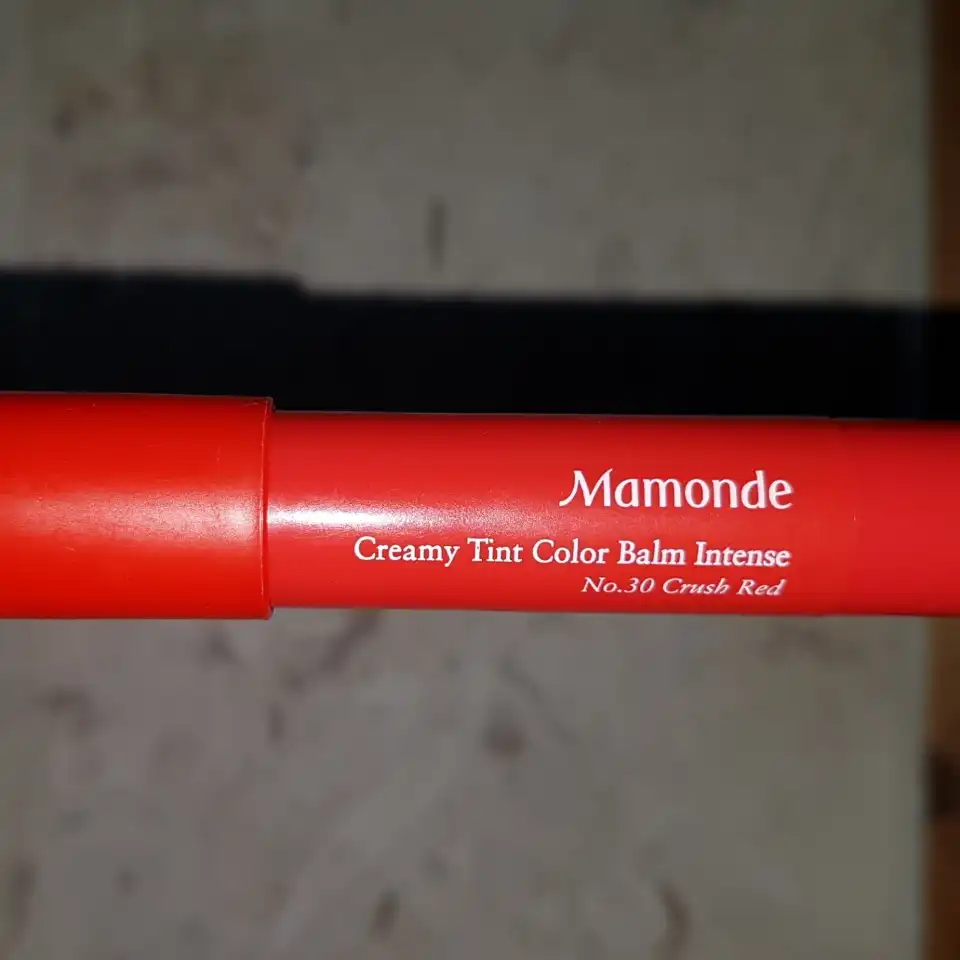 Mamonde
Creamy Tint Color Balm Intense
No.30 Crush Red